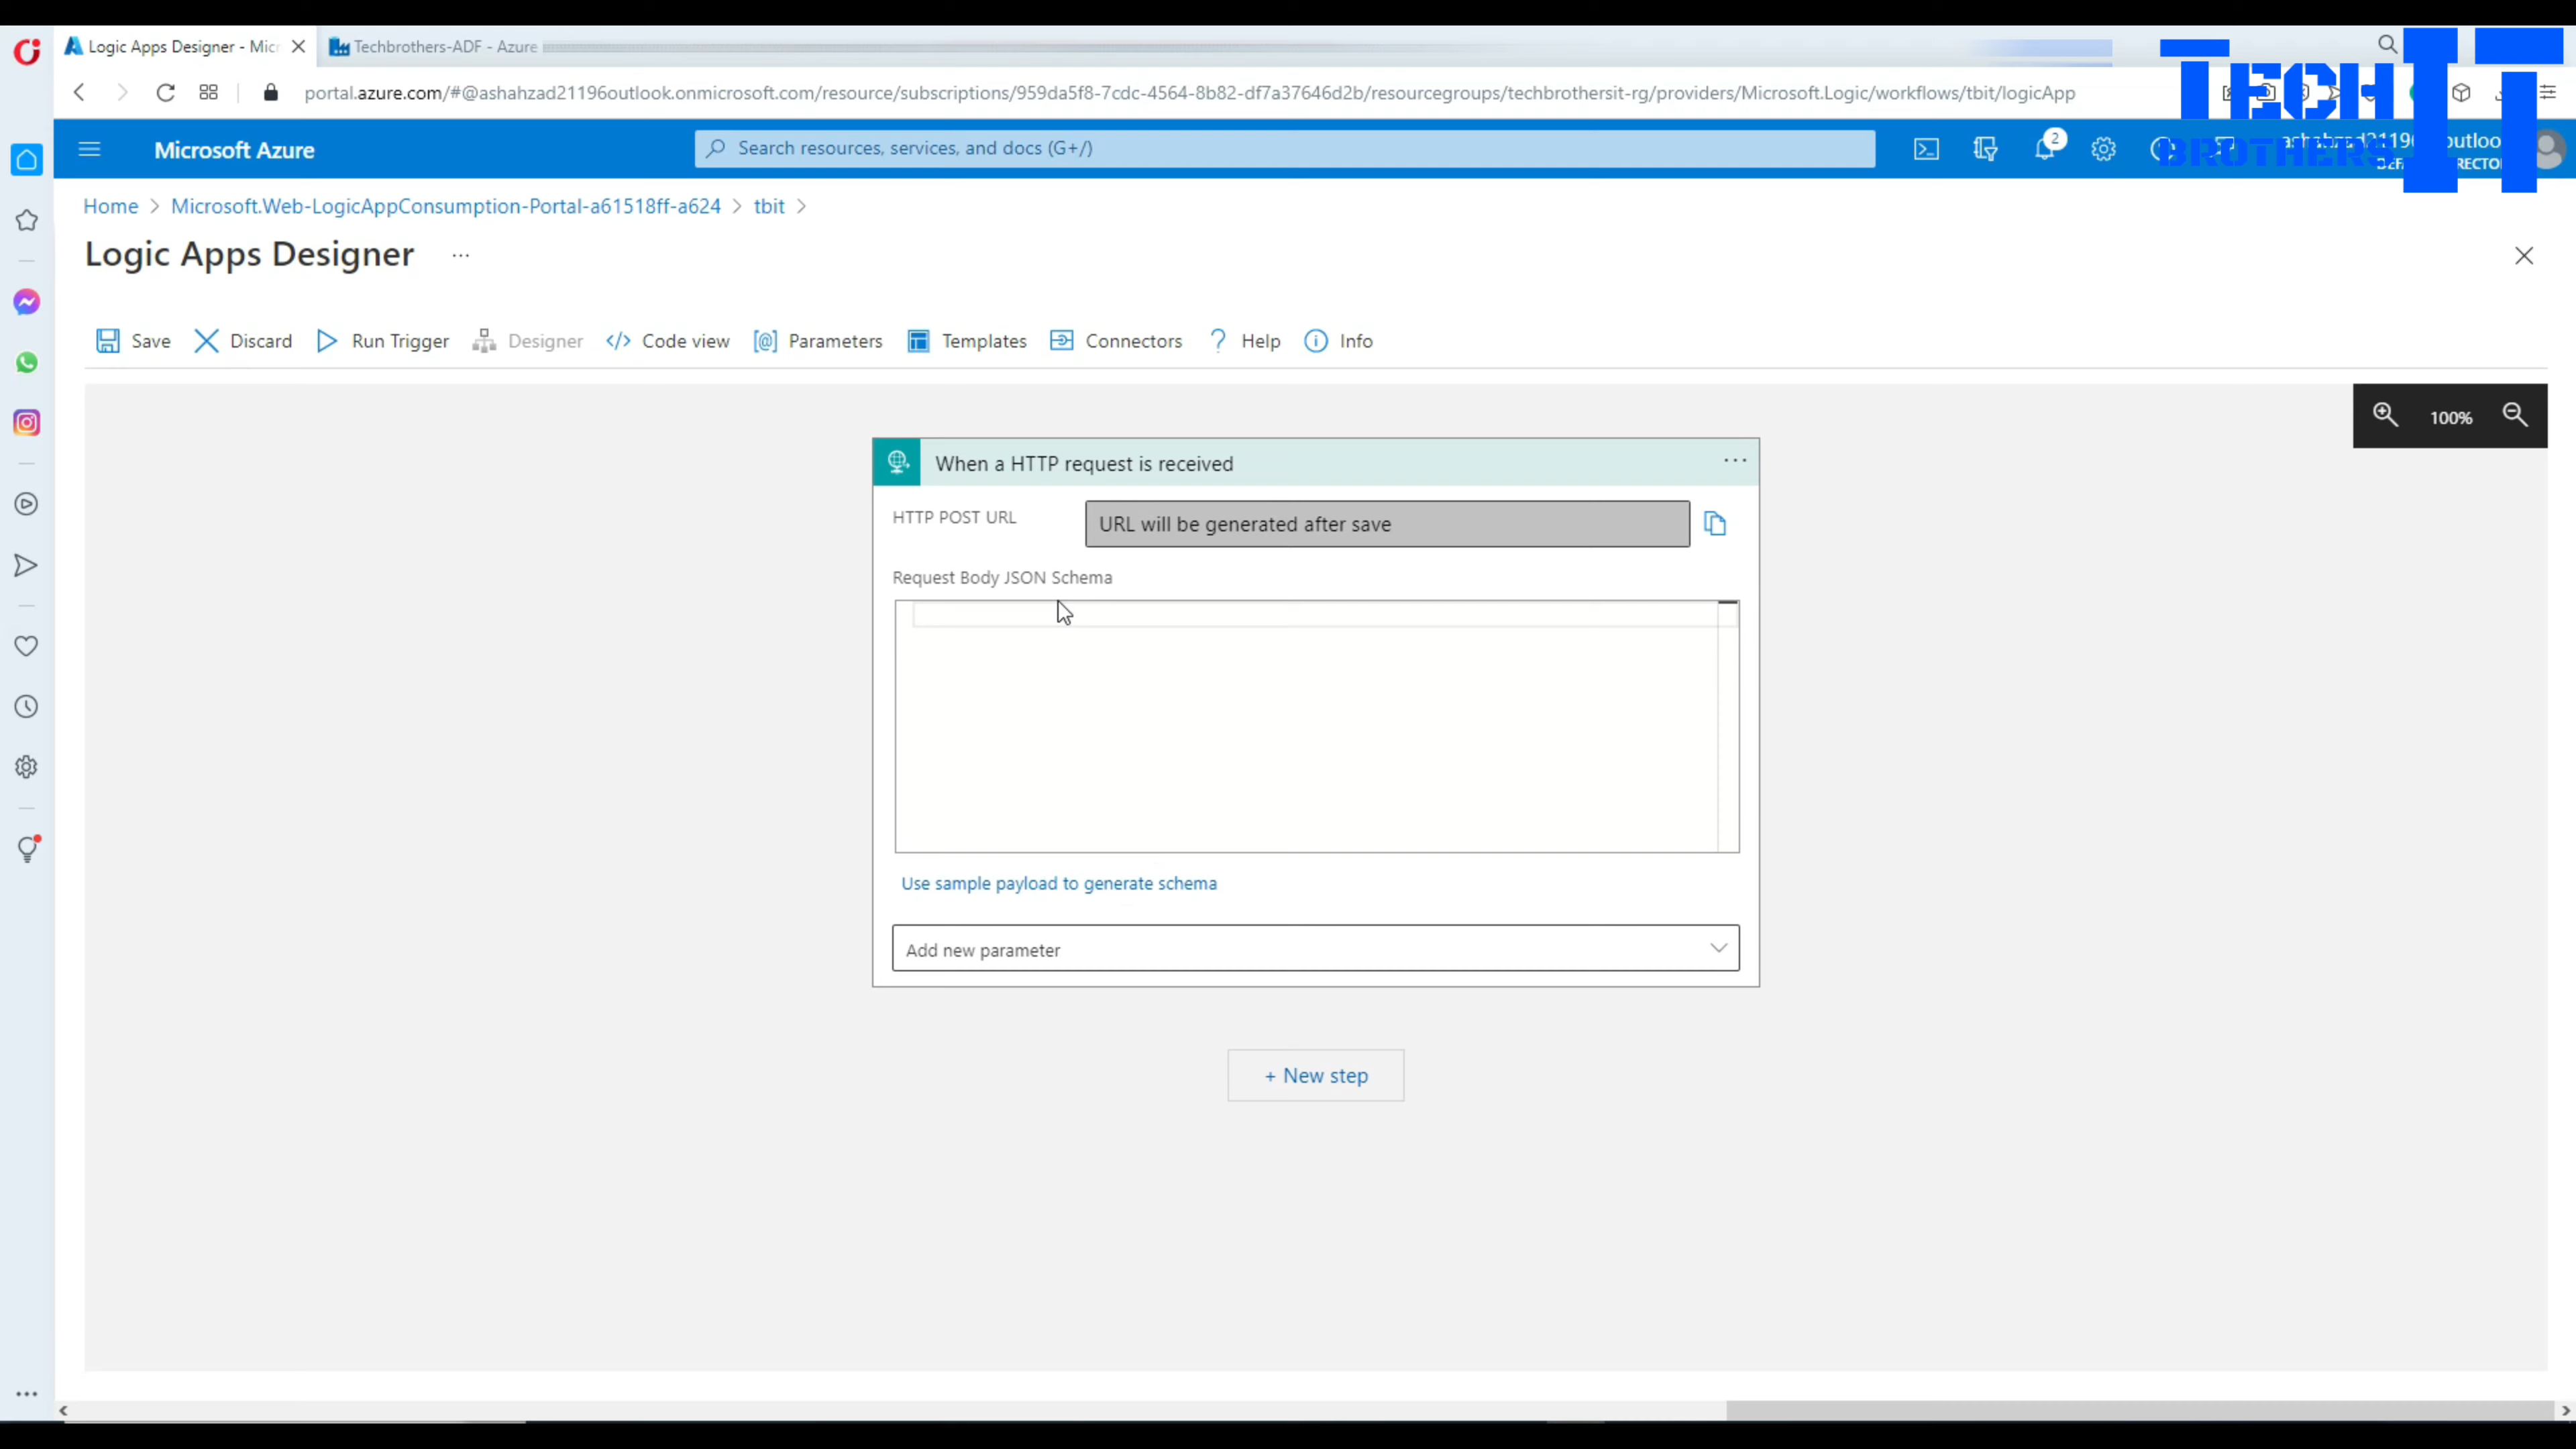 Logic Apps Designer - Mic
Techbrothers-ADF - Azure
portal.azure.com/#@ashahzad21196outlook.onmicrosoft.com/resource/subscriptions/959da5f8-7cdc-4564-8b82-df7a37646d2b/resourcegroups/techbrothersit-rg/providers/Microsoft.Logic/workflows/tbit/logicApp
TECH IT
BROTHERS
Microsoft Azure
Search resources, services, and docs (G+/)
2
Home > Microsoft.Web-LogicAppConsumption-Portal-a61518ff-a624 > tbit >
Logic Apps Designer ...
Save
Discard
Run Trigger
Designer
Code view
Parameters
Templates
Connectors
Help
Info
100%
When a HTTP request is received
HTTP POST URL
URL will be generated after save
Request Body JSON Schema
Use sample payload to generate schema
Add new parameter
+ New step